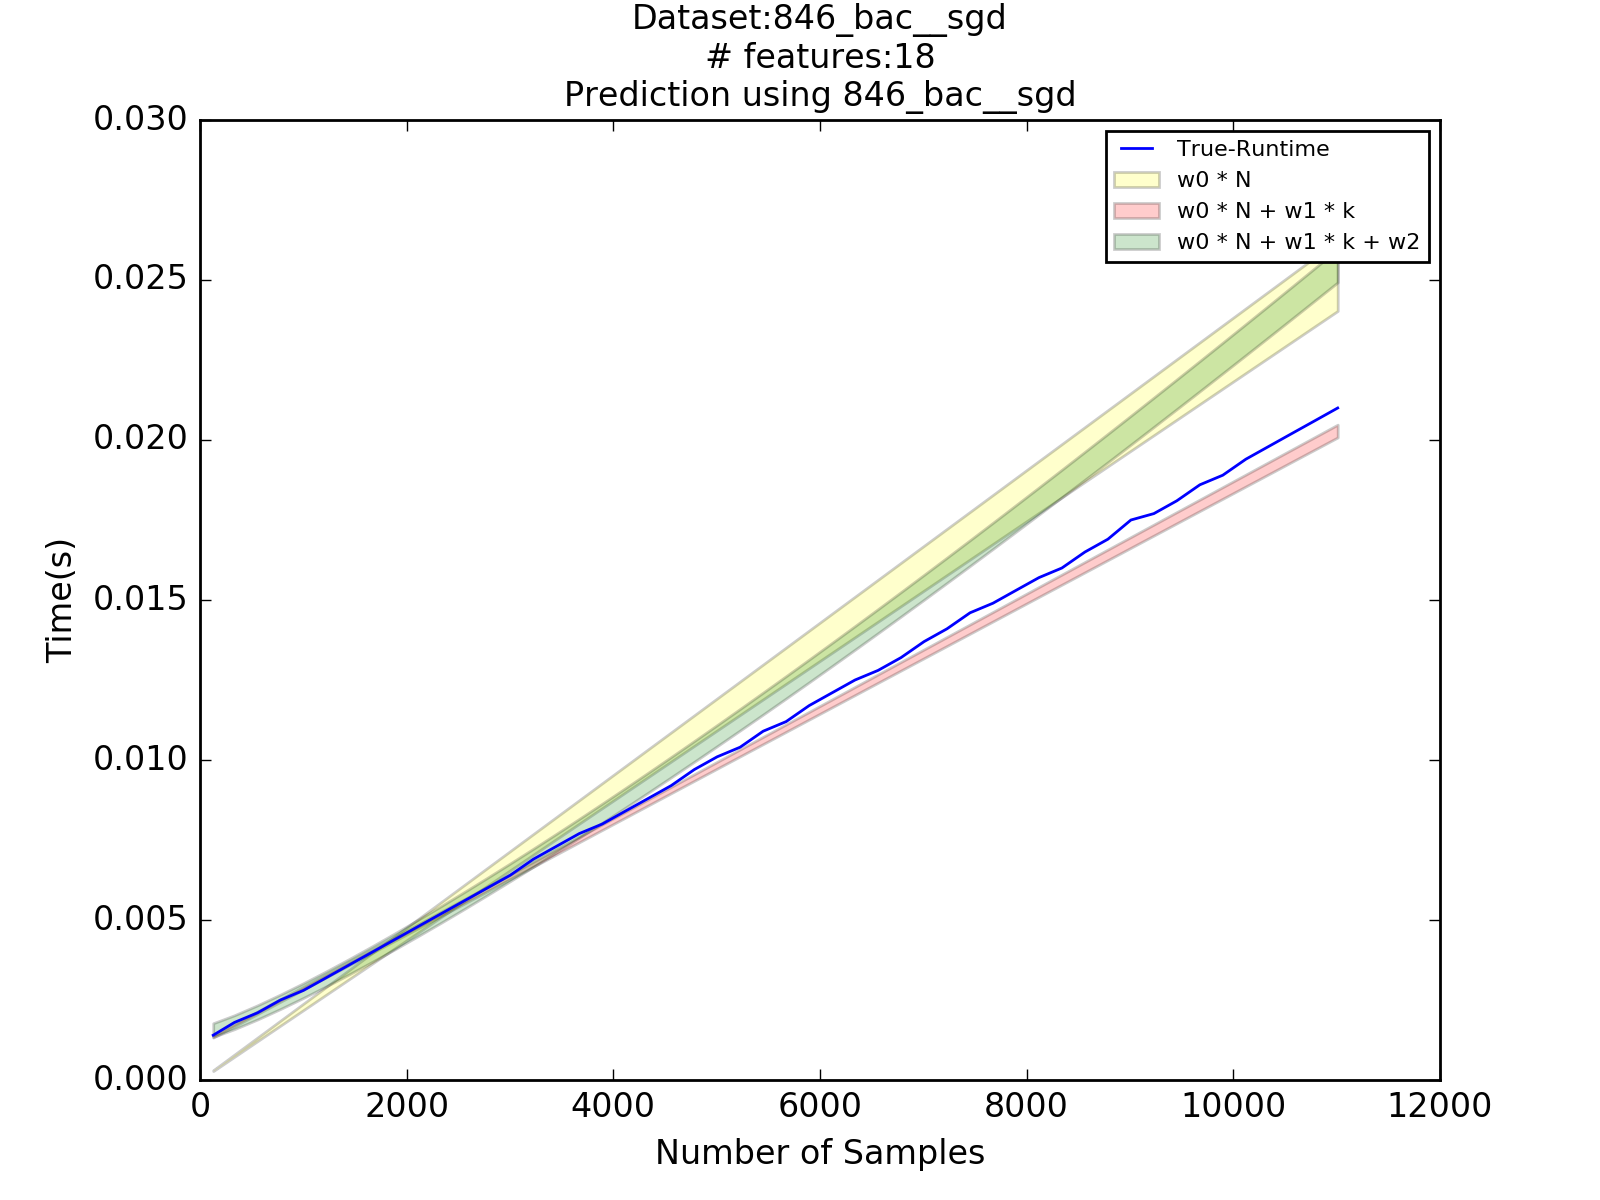 Dataset:846_bac__sgd
# features:18
Prediction using 846_bac__sgd
0.030
0.025
0.020
0.015
0.010
0.005
0.000
Time(s)
True-Runtime
w0 * N
w0 * N + w1 * k
w0 * N + w1 * k + w2
0 2000 4000 6000 8000 10000 12000
Number of Samples